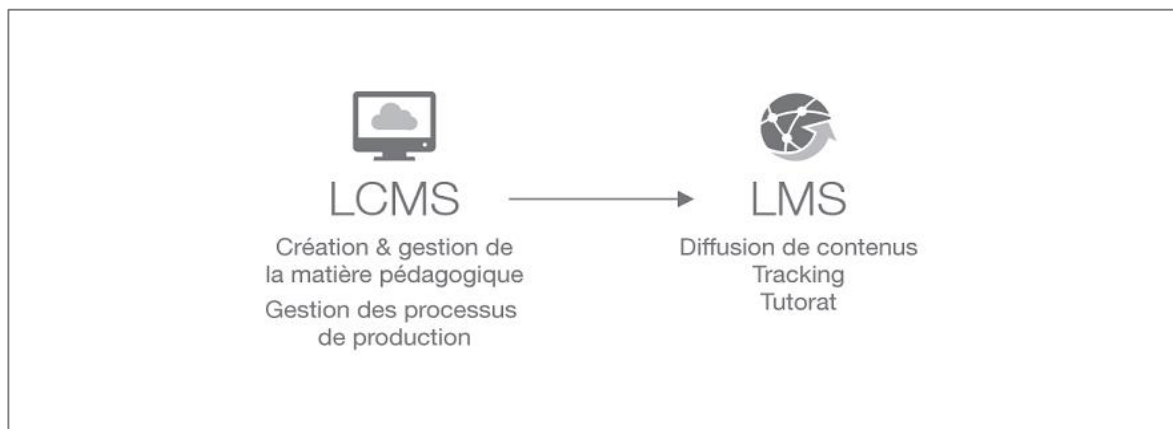 LCMS
Création & gestion de
la matière pédagogique
Gestion des processus
de production
LMS
Diffusion de contenus
Tracking
Tutorat